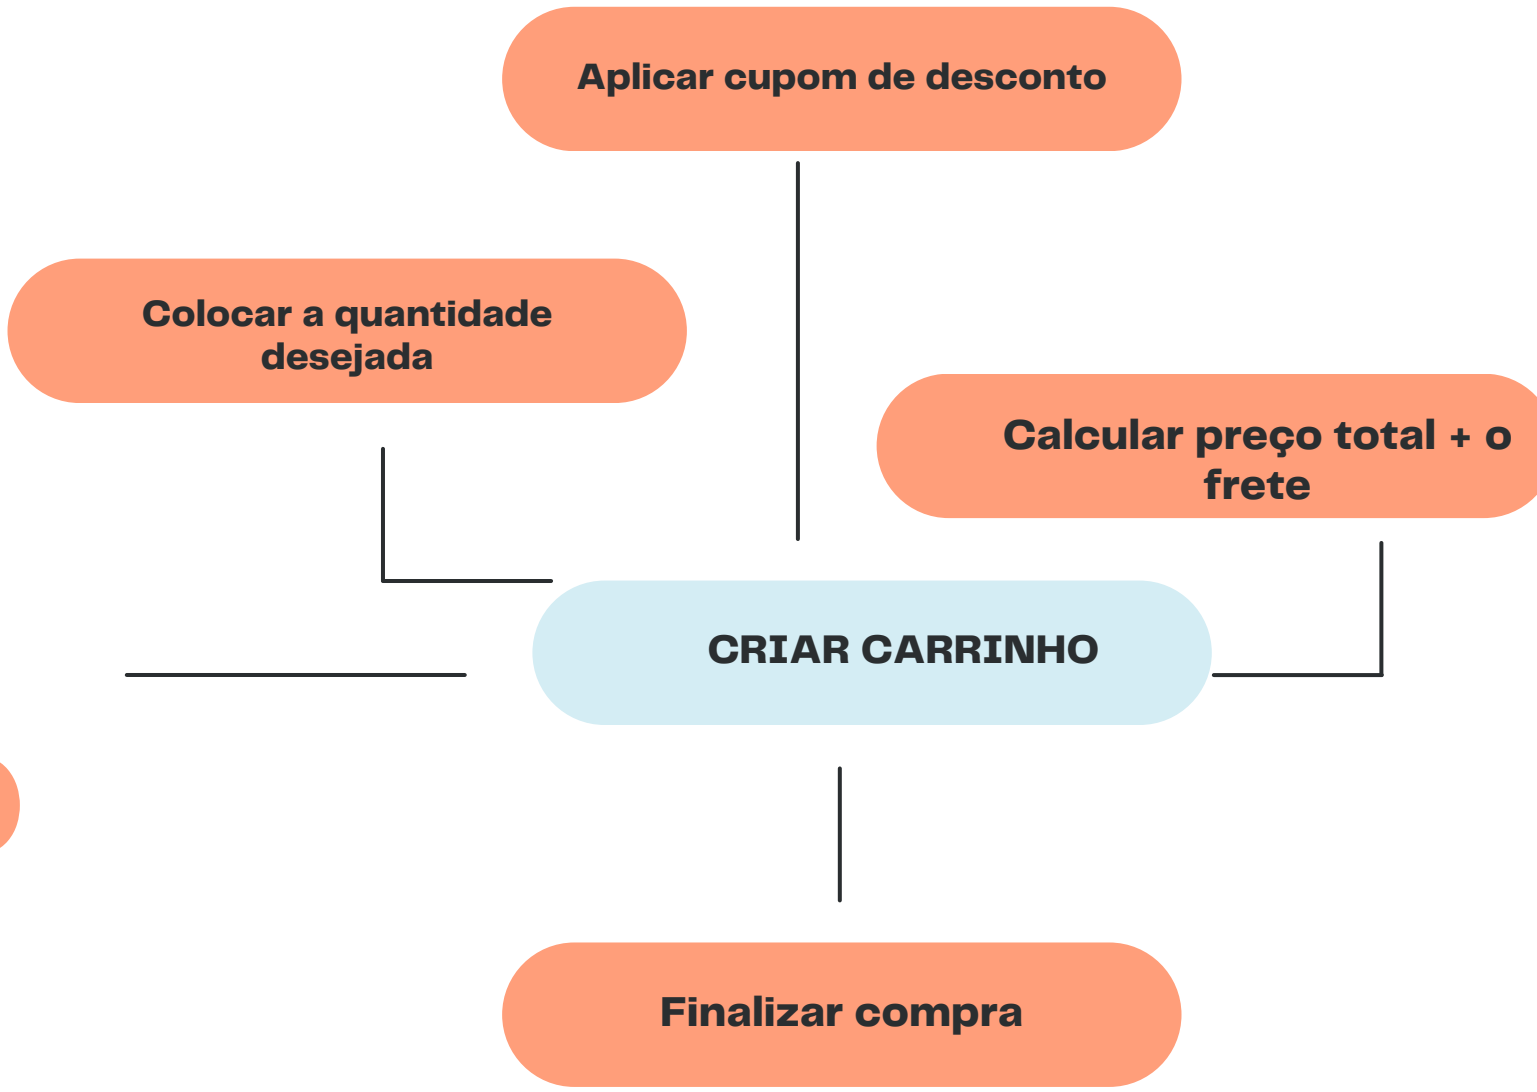 Aplicar cupom de desconto
Colocar a quantidade
desejada
Calcular preço total + o
frete
CRIAR CARRINHO
Finalizar compra